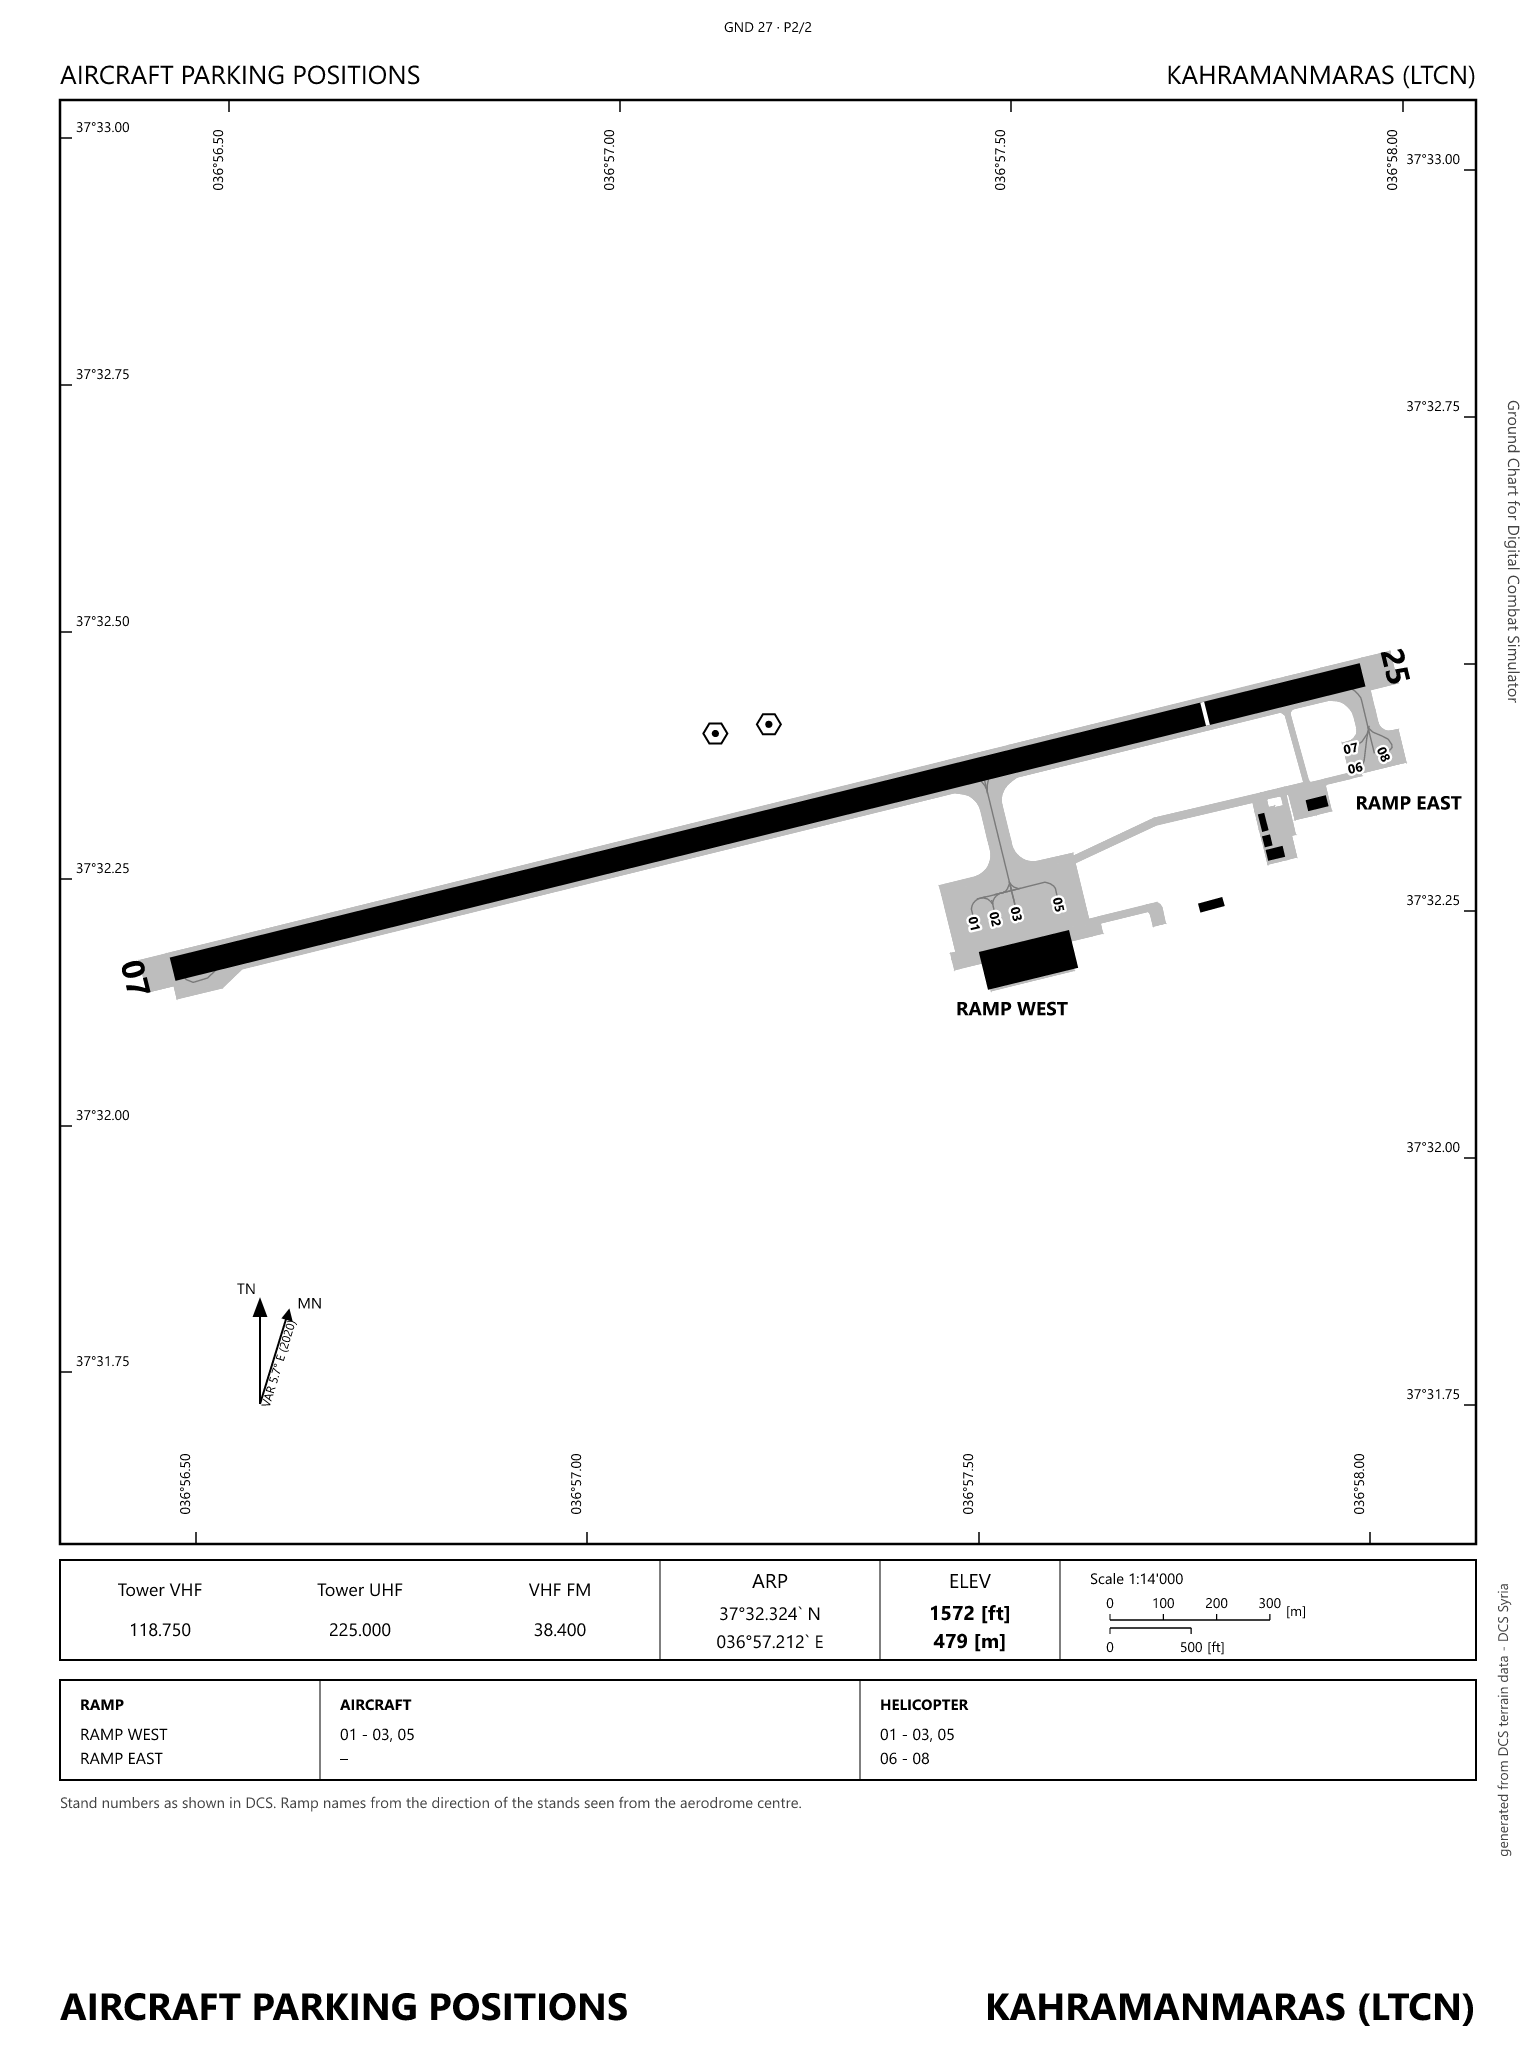 GND 27 · P2/2
AIRCRAFT PARKING POSITIONS
KAHRAMANMARAS (LTCN)
036°56.50
036°57.00
036°57.50
036°58.00
37°33.00
37°33.00
37°32.75
37°32.75
37°32.50
37°32.25
37°32.25
37°32.00
37°32.00
37°31.75
37°31.75
25
07
07
06
08
RAMP EAST
01
02
03
05
RAMP WEST
TN
MN
VAR 5.7° E (2020)
036°56.50
036°57.00
036°57.50
036°58.00
Ground Chart for Digital Combat Simulator
Tower VHF
118.750
Tower UHF
225.000
VHF FM
38.400
ARP
37°32.324` N
036°57.212` E
ELEV
1572 [ft]
479 [m]
Scale 1:14'000
0 100 200 300 [m]
0 500 [ft]
RAMP AIRCRAFT HELICOPTER
RAMP WEST 01 - 03, 05 01 - 03, 05
RAMP EAST – 06 - 08
Stand numbers as shown in DCS. Ramp names from the direction of the stands seen from the aerodrome centre.
generated from DCS terrain data - DCS Syria
AIRCRAFT PARKING POSITIONS
KAHRAMANMARAS (LTCN)